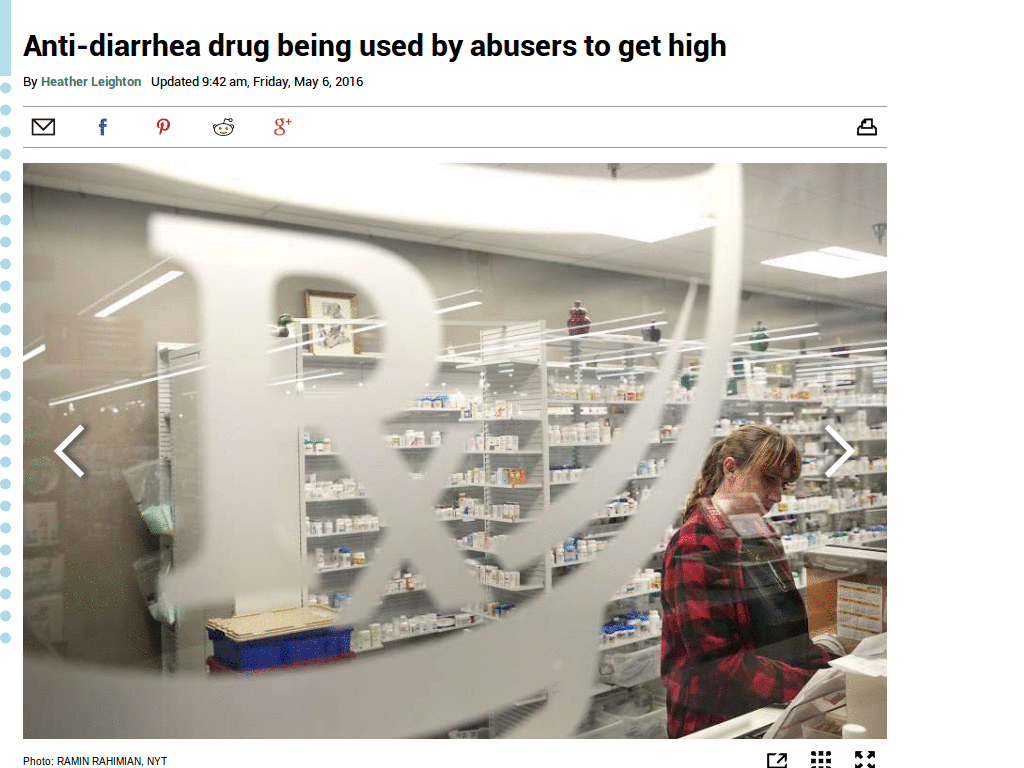 Anti-diarrhea drug being used by abusers to get high
By Heather Leighton Updated 9:42 am, Friday, May 6, 2016
Rx
Photo: RAMIN RAHIMIAN, NYT